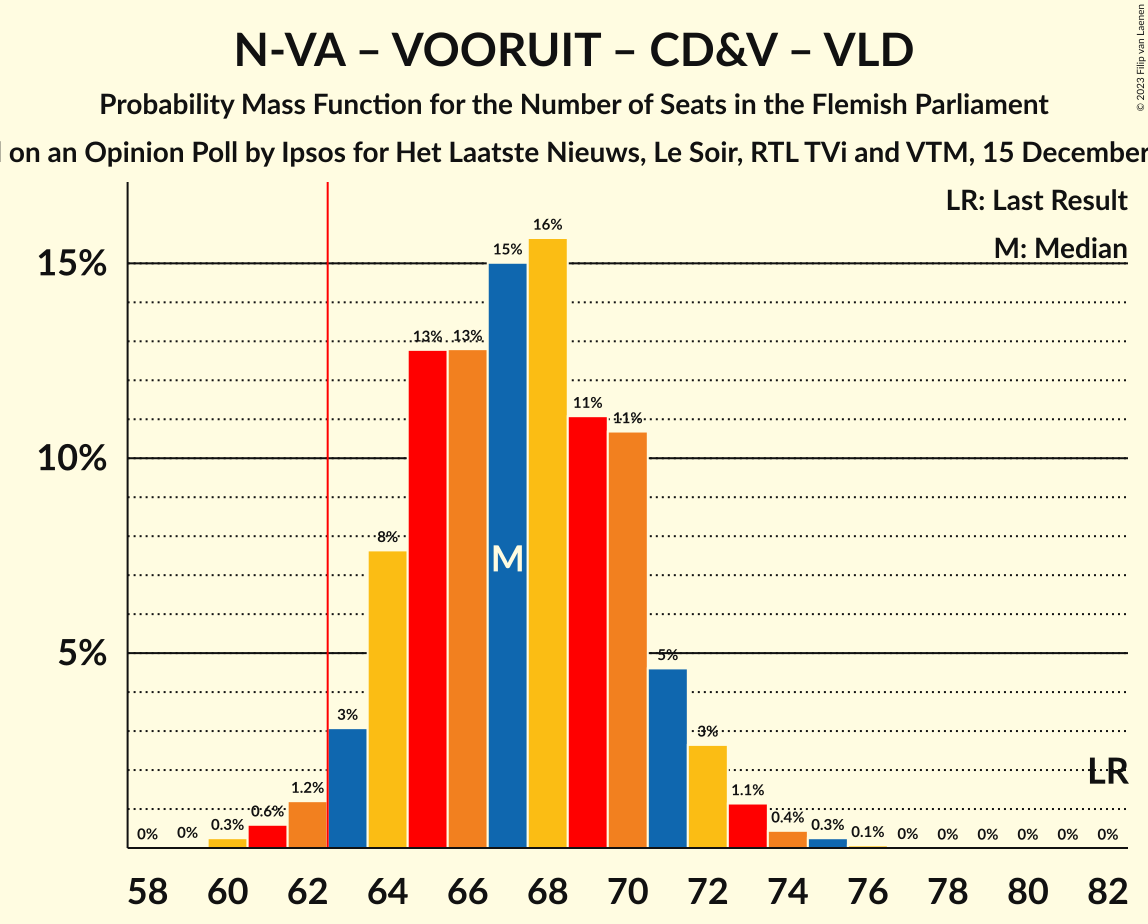 N-VA – VOORUIT – CD&V – VLD
Probability Mass Function for the Number of Seats in the Flemish Parliament
on an Opinion Poll by Ipsos for Het Laatste Nieuws, Le Soir, RTL TVi and VTM, 15 December
© 2023 Filip van Laenen
LR: Last Result
M: Median
15%
10%
5%
0% 0% 0.3% 0.6% 1.2% 3% 8% 13% 13% 15% 16% 11% 11% 5% 3% 1.1% 0.4% 0.3% 0.1% 0% 0% 0% 0% 0% 0%
M
LR
58 60 62 64 66 68 70 72 74 76 78 80 82